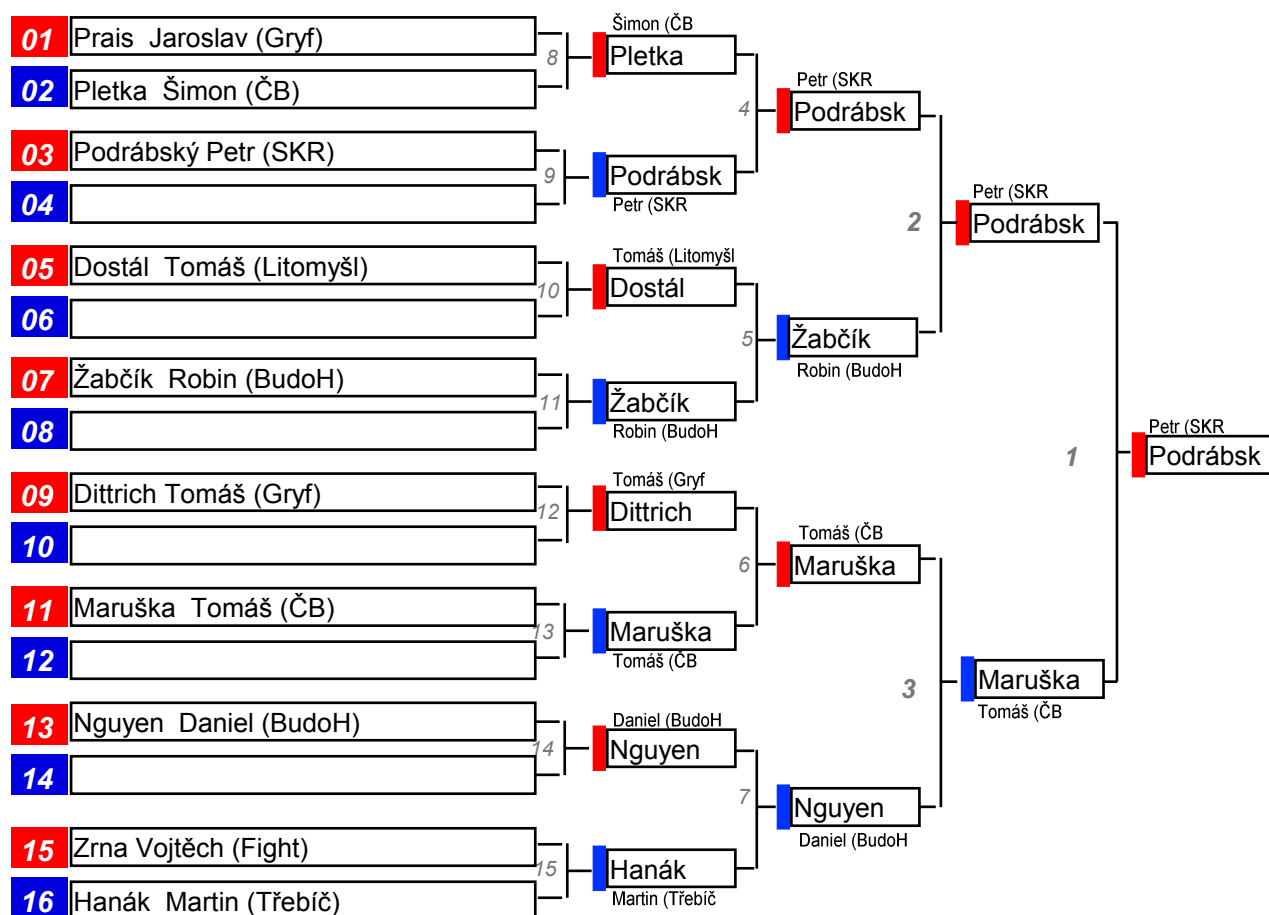 01 Prais Jaroslav (Gryf)
02 Pletka Šimon (ČB)
03 Podrábský Petr (SKR)
04
05 Dostál Tomáš (Litomyšl)
06
07 Žabčík Robin (BudoH)
08
09 Dittrich Tomáš (Gryf)
10
11 Maruška Tomáš (ČB)
12
13 Nguyen Daniel (BudoH)
14
15 Zrna Vojtěch (Fight)
16 Hanák Martin (Třebíč)
8
9
10
11
12
13
14
15
Šimon (ČB
Pletka
Podrábsk
Petr (SKR
Tomáš (Litomyšl
Dostál
Žabčík
Robin (BudoH
Tomáš (Gryf
Dittrich
Maruška
Tomáš (ČB
Daniel (BudoH
Nguyen
Hanák
Martin (Třebíč
4
5
6
7
Petr (SKR
Podrábsk
Žabčík
Robin (BudoH
Tomáš (ČB
Maruška
Nguyen
Daniel (BudoH
2
3
Petr (SKR
Podrábsk
Maruška
Tomáš (ČB
1
Petr (SKR
Podrábsk